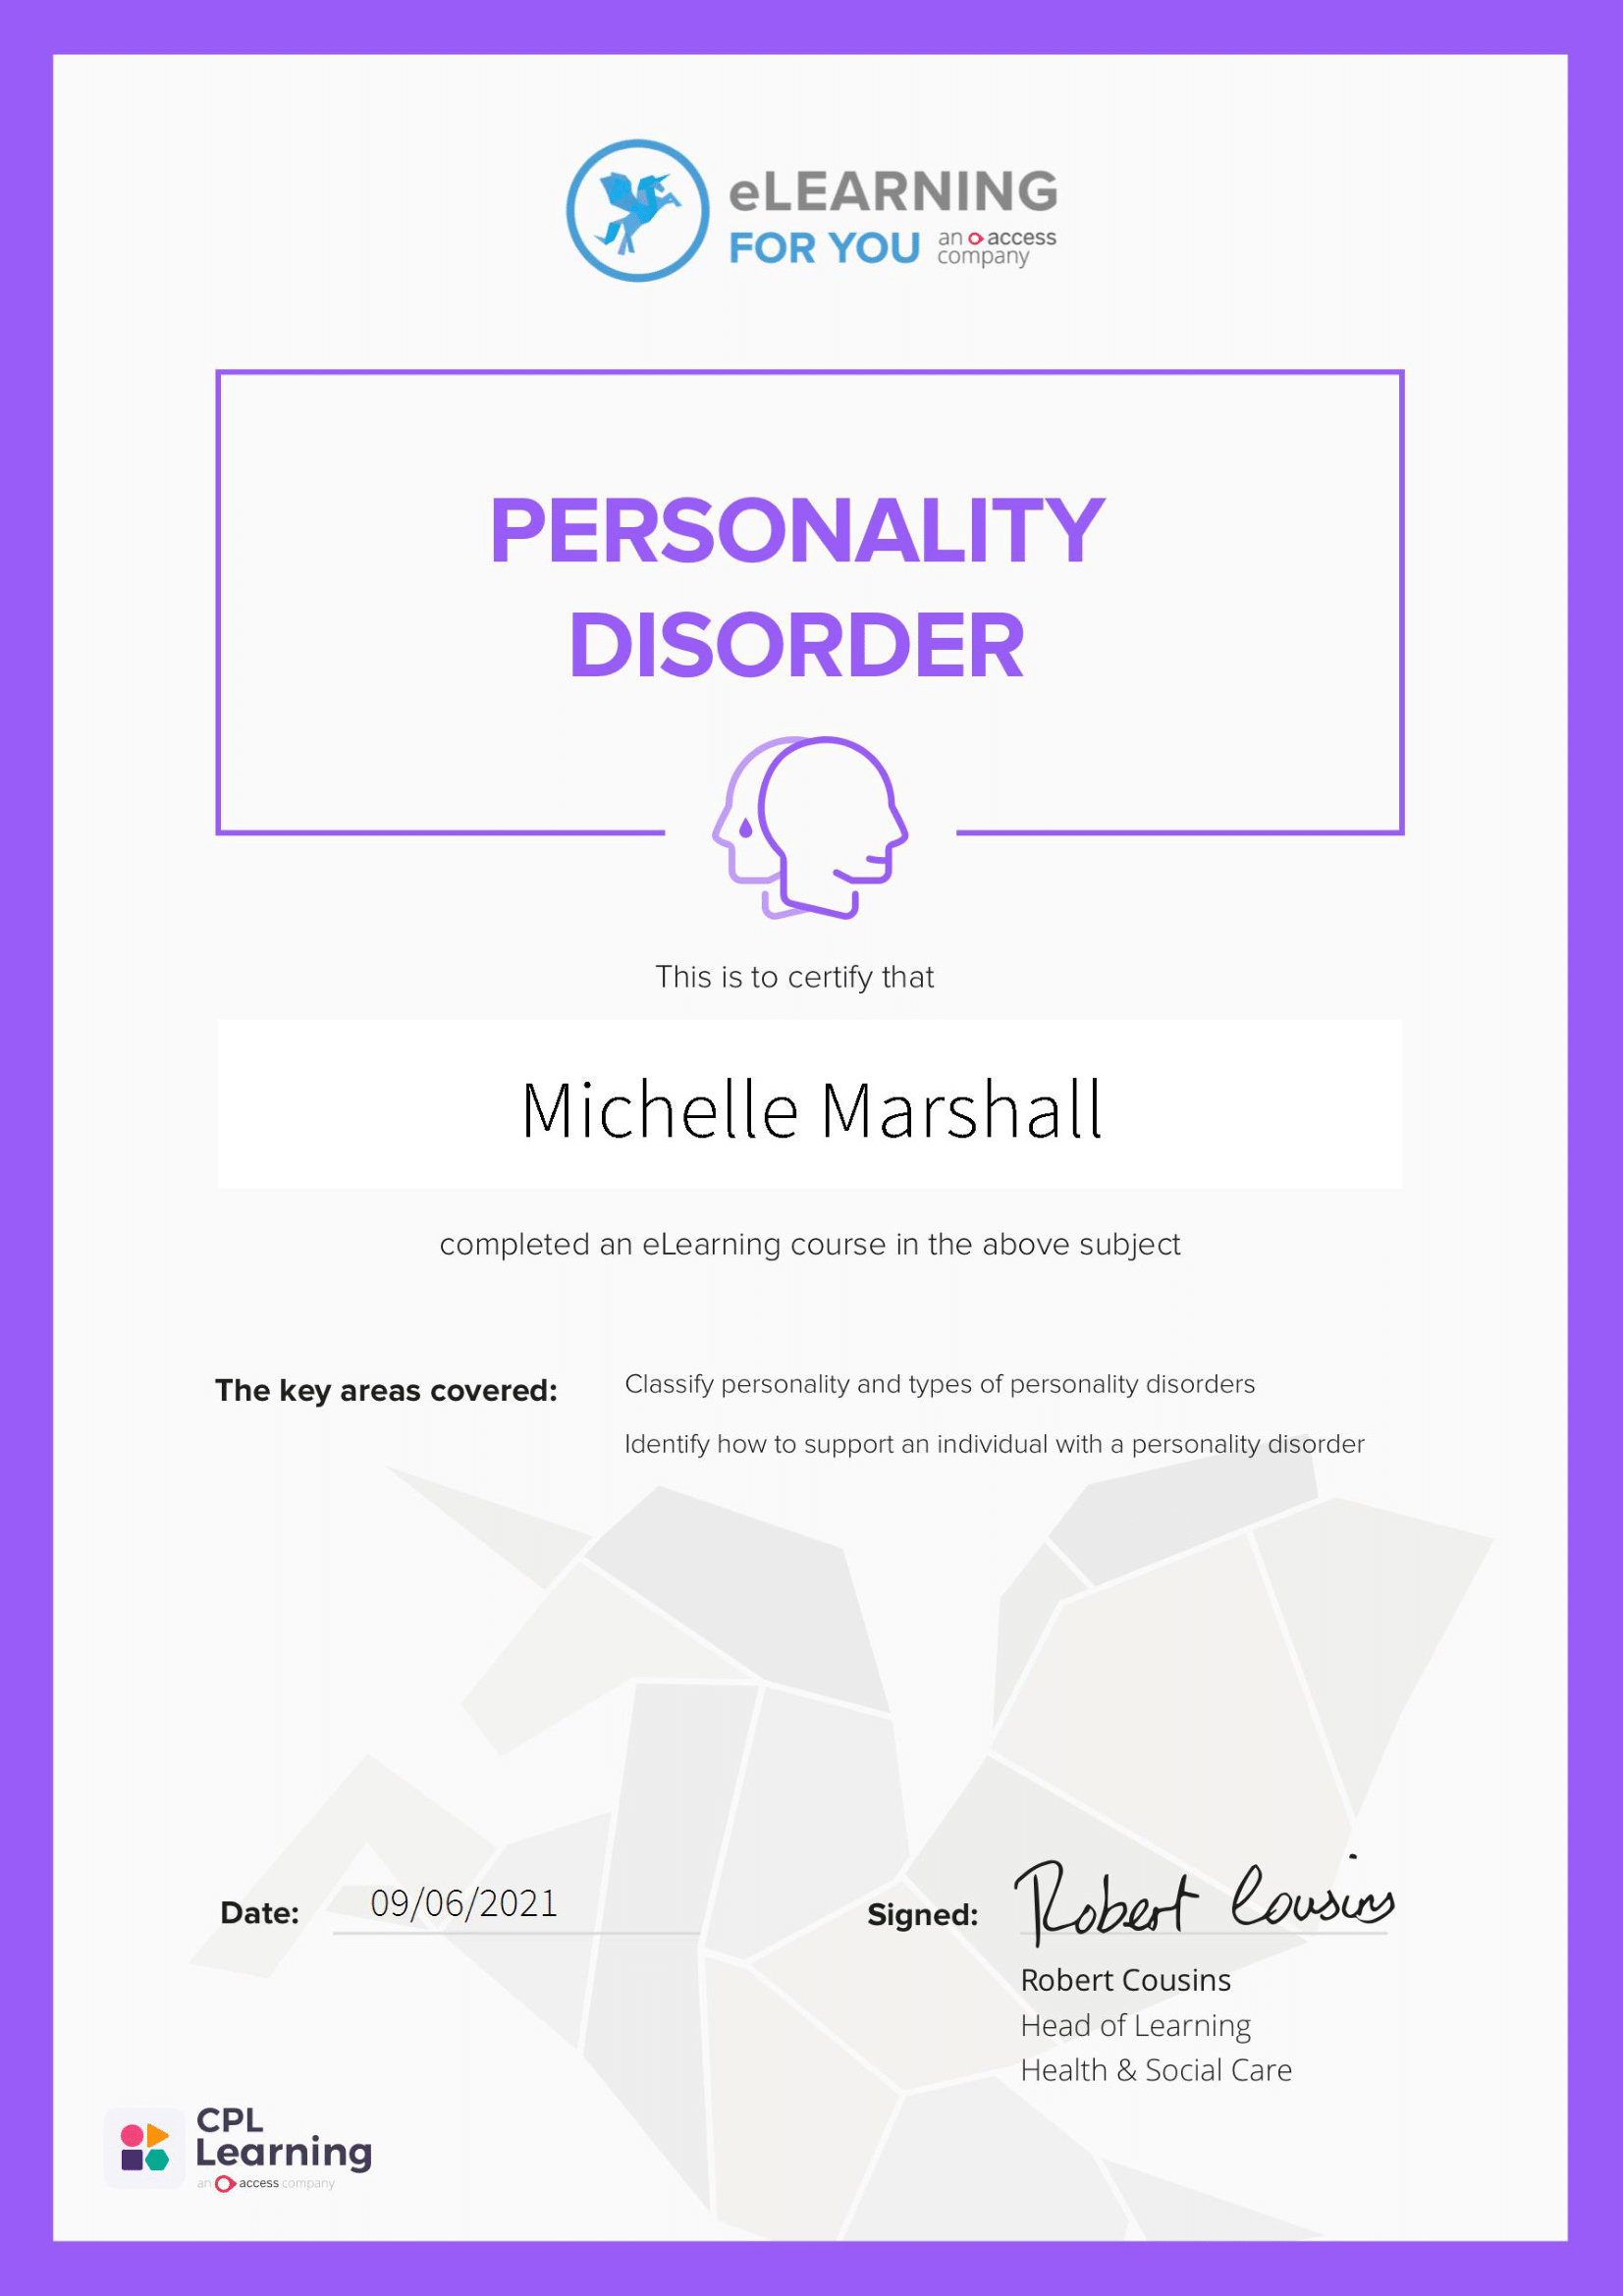 eLEARNING
FOR YOU an access
company
PERSONALITY
DISORDER
This is to certify that
Michelle Marshall
completed an eLearning course in the above subject
The key areas covered: Classify personality and types of personality disorders
Identify how to support an individual with a personality disorder
Date: 09/06/2021 Signed: Robert Cousins
Robert Cousins
Head of Learning
Health & Social Care
CPL
Learning
an access company